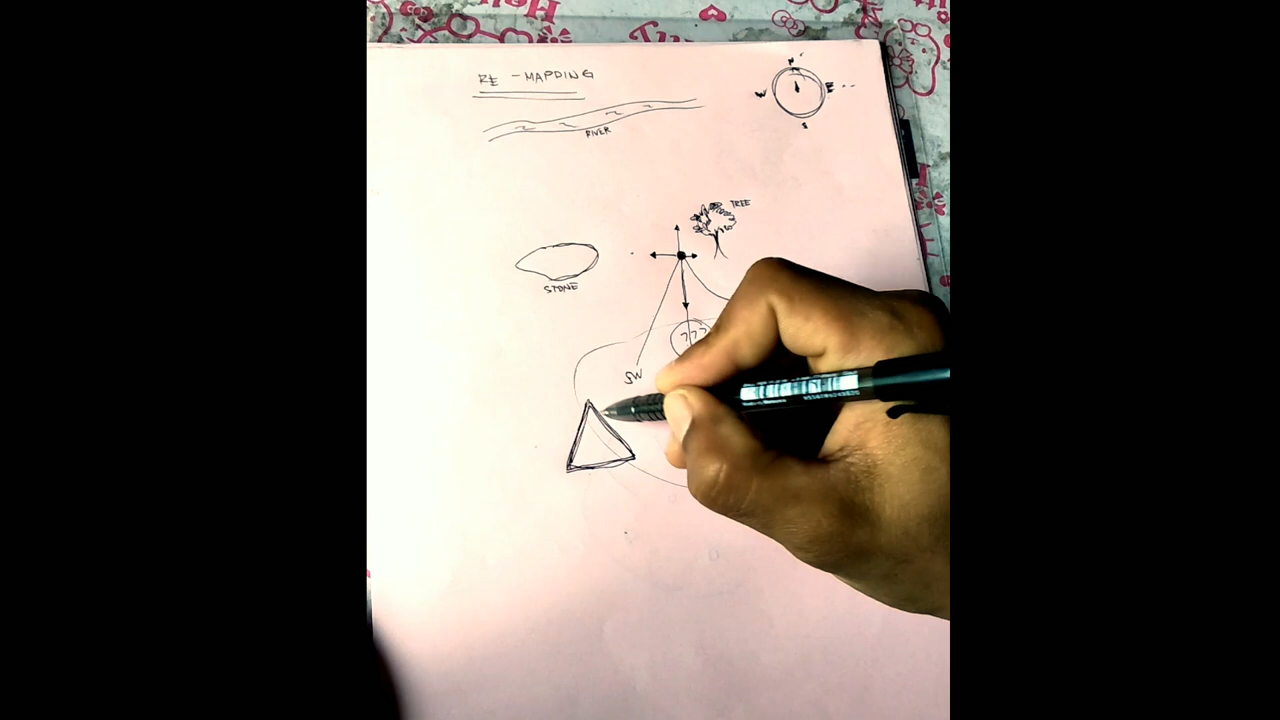 RE - MAPPING
N
W
E
S
RIVER
TREE
STONE
???
SW